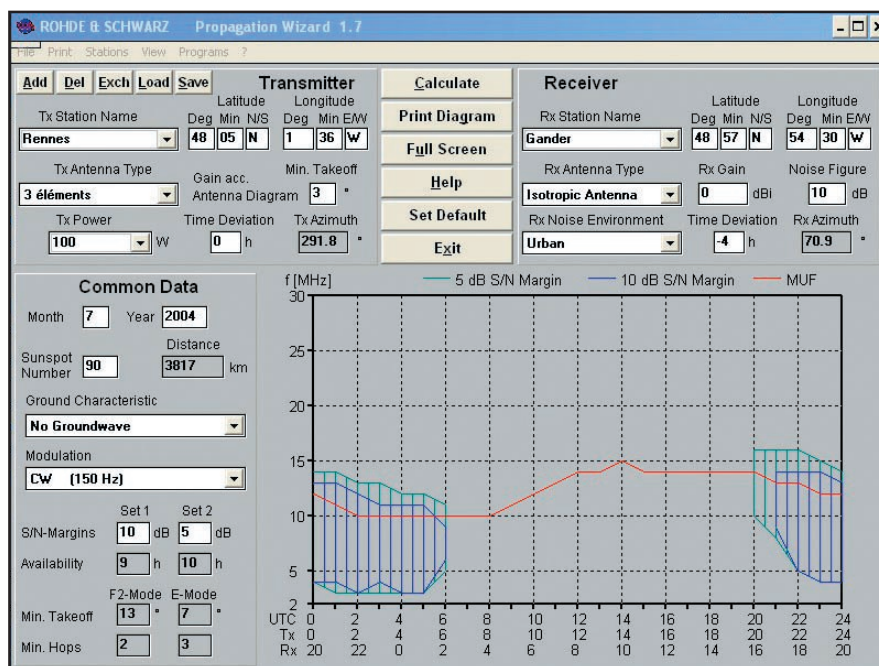 ROHDE & SCHWARZ Propagation Wizard 1.7
File Print Stations View Programs ?
Add Del Exch Load Save Transmitter
Latitude Longitude
Tx Station Name Deg Min N/S Deg Min E/W
Rennes 48 05 N 1 36 W
Tx Antenna Type Gain acc. Min. Takeoff
3 éléments Antenna Diagram 3 °
Tx Power Time Deviation Tx Azimuth
100 W 0 h 291.8 °
Calculate
Print Diagram
Full Screen
Help
Set Default
Exit
Receiver
Latitude Longitude
Rx Station Name Deg Min N/S Deg Min E/W
Gander 48 57 N 54 30 W
Rx Antenna Type Rx Gain Noise Figure
Isotropic Antenna 0 dBi 10 dB
Rx Noise Environment Time Deviation Rx Azimuth
Urban -4 h 70.9 °
Common Data
Month 7 Year 2004
Distance
Sunspot Number 90 3817 km
Ground Characteristic
No Groundwave
Modulation
CW (150 Hz)
Set 1 Set 2
S/N-Margins 10 dB 5 dB
Availability 9 h 10 h
F2-Mode E-Mode
Min. Takeoff 13 ° 7 °
Min. Hops 2 3
f [MHz] 5 dB S/N Margin 10 dB S/N Margin MUF
30
25
20
15
10
5
2
UTC 0 2 4 6 8 10 12 14 16 18 20 22 24
Tx 0 2 4 6 8 10 12 14 16 18 20 22 24
Rx 20 22 0 2 4 6 8 10 12 14 16 18 20